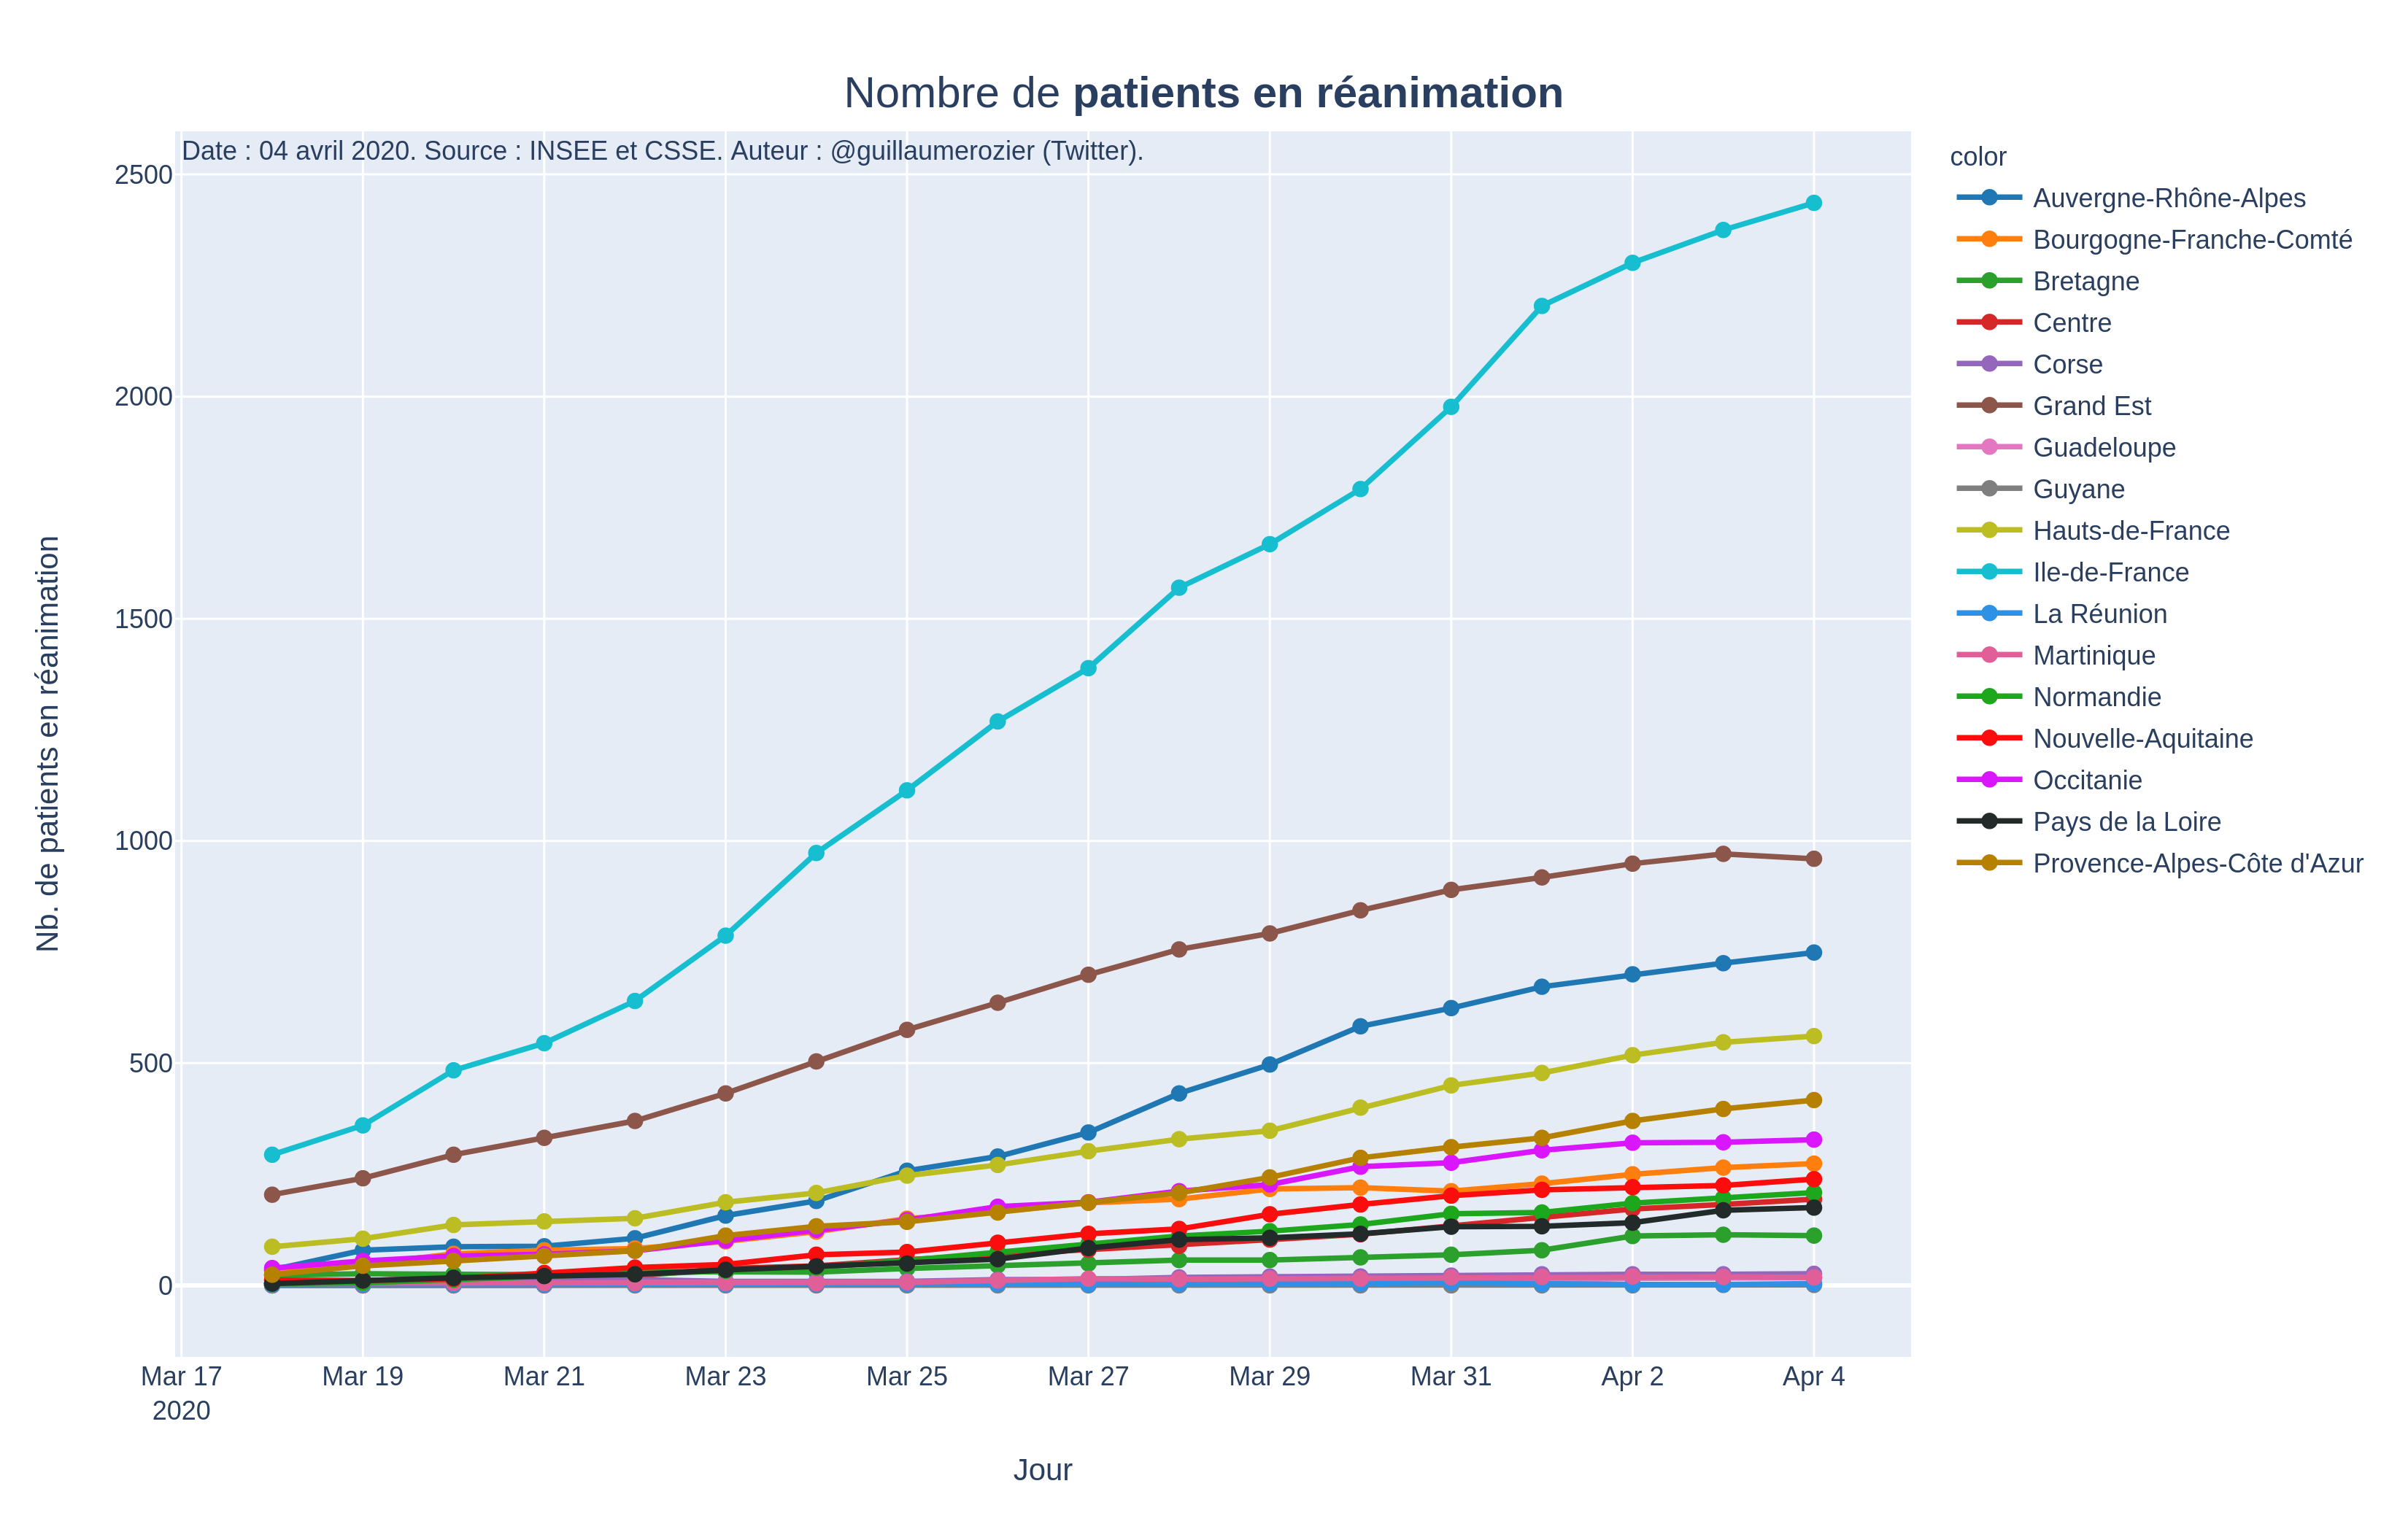 Nombre de patients en réanimation
Date : 04 avril 2020. Source : INSEE et CSSE. Auteur : @guillaumerozier (Twitter).
2500
2000
1500
1000
500
0
Nb. de patients en réanimation
Mar 17
2020
Mar 19
Mar 21
Mar 23
Mar 25
Mar 27
Mar 29
Mar 31
Apr 2
Apr 4
Jour
color
Auvergne-Rhône-Alpes
Bourgogne-Franche-Comté
Bretagne
Centre
Corse
Grand Est
Guadeloupe
Guyane
Hauts-de-France
Ile-de-France
La Réunion
Martinique
Normandie
Nouvelle-Aquitaine
Occitanie
Pays de la Loire
Provence-Alpes-Côte d'Azur